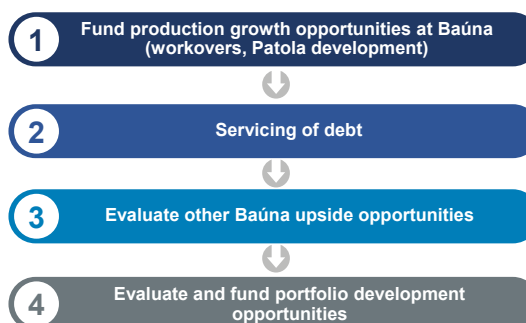 1
Fund production growth opportunities at Baúna
(workovers, Patola development)
2
Servicing of debt
3
Evaluate other Baúna upside opportunities
4
Evaluate and fund portfolio development
opportunities